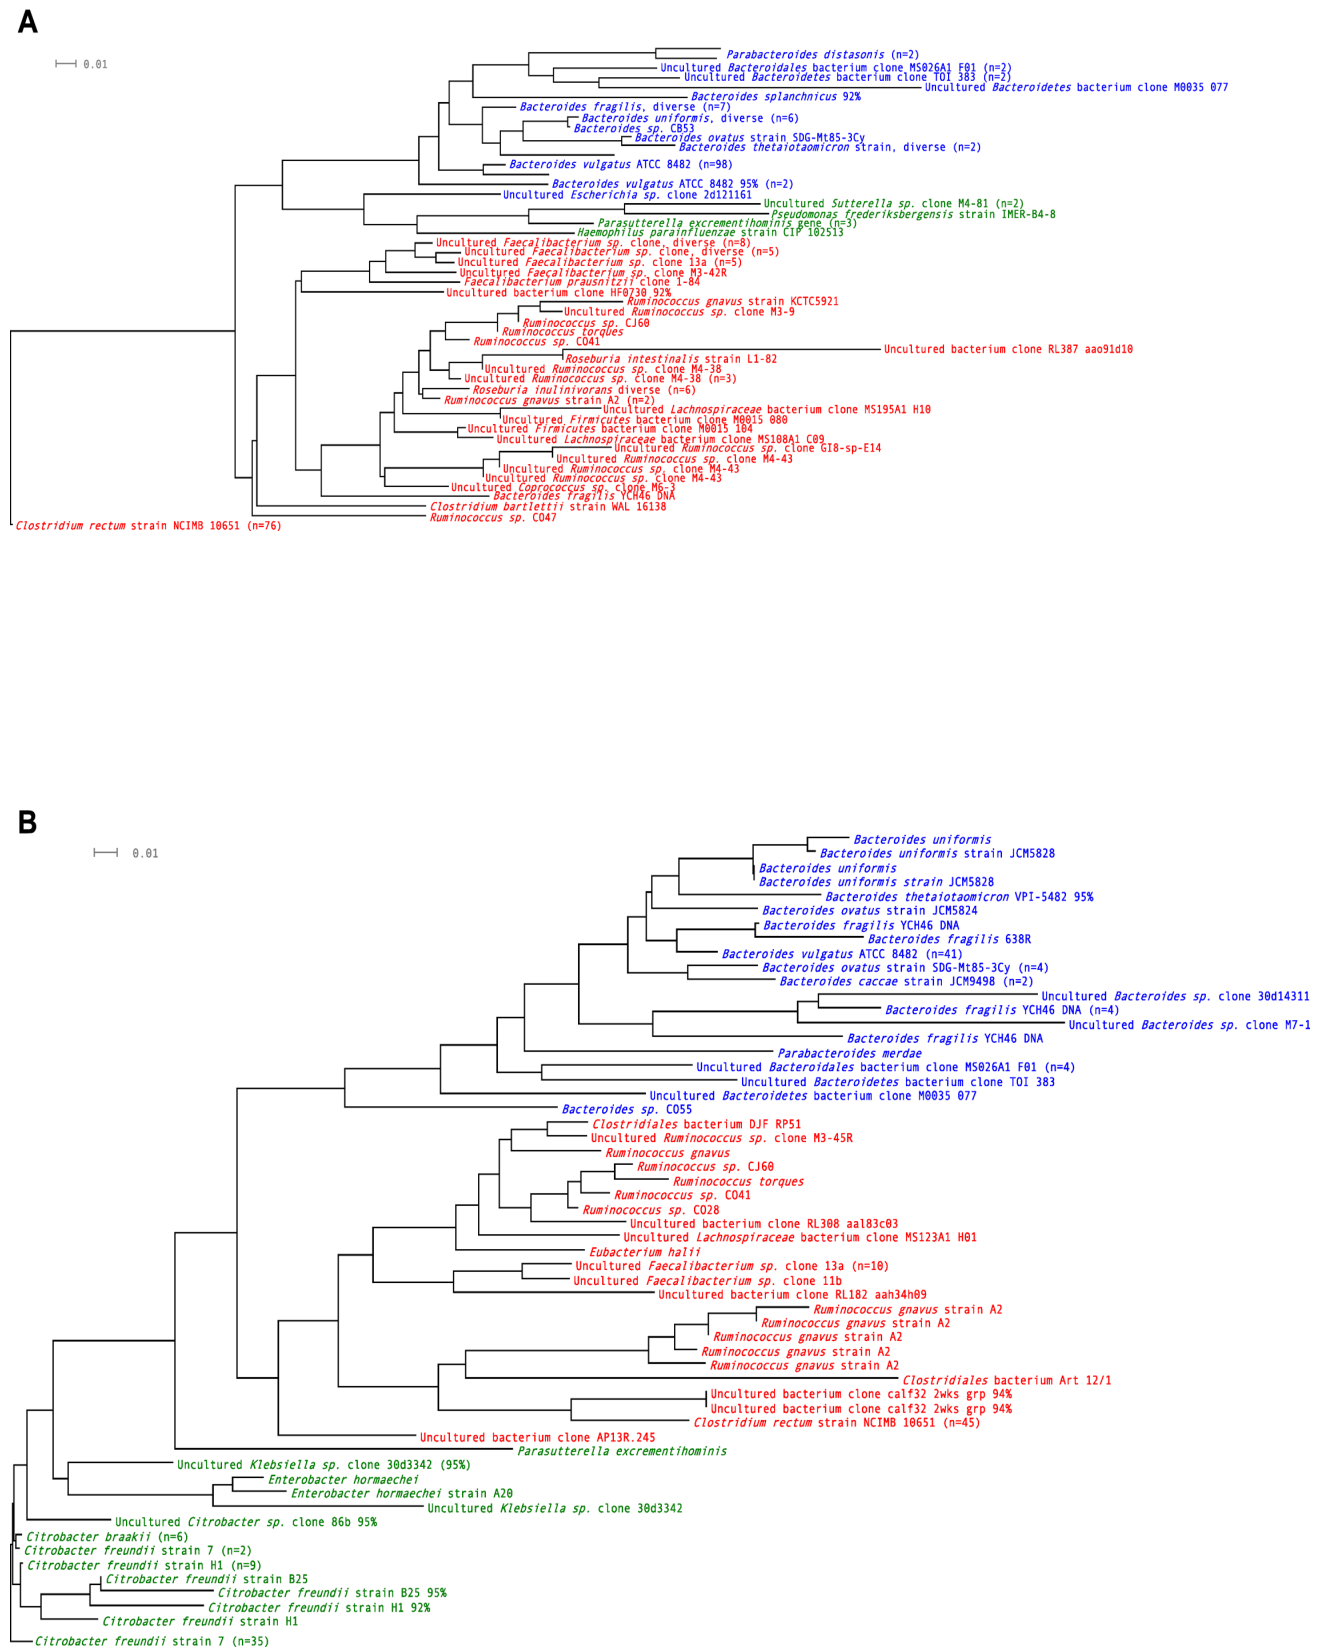 A
0.01
Parabacteroides distasonis (n=2)
Uncultured Bacteroidales bacterium clone MS026A1 F01 (n=2)
Uncultured Bacteroidetes bacterium clone TOI 383 (n=2)
Uncultured Bacteroidetes bacterium clone M0035 077
Bacteroides splanchnicus 92%
Bacteroides fragilis, diverse (n=7)
Bacteroides uniformis, diverse (n=6)
Bacteroides sp. CB53
Bacteroides ovatus strain SDG-Mt85-3Cy
Bacteroides thetaiotaomicron strain, diverse (n=2)
Bacteroides vulgatus ATCC 8482 (n=98)
Bacteroides vulgatus ATCC 8482 95% (n=2)
Uncultured Escherichia sp. clone 2d121161
Uncultured Sutterella sp. clone M4-81 (n=2)
Pseudomonas frederiksbergensis strain IMER-B4-8
Parasutterella excrementihominis gene (n=3)
Haemophilus parainfluenzae strain CIP 102513
Uncultured Faecalibacterium sp. clone, diverse (n=8)
Uncultured Faecalibacterium sp. clone, diverse (n=5)
Uncultured Faecalibacterium sp. clone 13a (n=5)
Uncultured Faecalibacterium sp. clone M3-42R
Faecalibacterium prausnitzii clone 1-84
Uncultured bacterium clone HF0730 92%
Ruminococcus gnavus strain KCTC5921
Uncultured Ruminococcus sp. clone M3-9
Ruminococcus sp. CJ60
Ruminococcus torques
Ruminococcus sp. CO41
Uncultured bacterium clone RL387 aao91d10
Roseburia intestinalis strain L1-82
Uncultured Ruminococcus sp. clone M4-38
Uncultured Ruminococcus sp. clone M4-38 (n=3)
Roseburia inulinivorans diverse (n=6)
Ruminococcus gnavus strain A2 (n=2)
Uncultured Lachnospiraceae bacterium clone MS195A1 H10
Uncultured Firmicutes bacterium clone M0015 080
Uncultured Firmicutes bacterium clone M0015 104
Uncultured Lachnospiraceae bacterium clone MS108A1 C09
Uncultured Ruminococcus sp. clone GI8-sp-E14
Uncultured Ruminococcus sp. clone M4-43
Uncultured Ruminococcus sp. clone M4-43
Uncultured Ruminococcus sp. clone M4-43
Uncultured Coprococcus sp. clone M6-3
Bacteroides fragilis YCH46 DNA
Clostridium bartlettii strain WAL 16138
Ruminococcus sp. CO47
Clostridium rectum strain NCIMB 10651 (n=76)
B
0.01
Bacteroides uniformis
Bacteroides uniformis strain JCM5828
Bacteroides uniformis
Bacteroides uniformis strain JCM5828
Bacteroides thetaiotaomicron VPI-5482 95%
Bacteroides ovatus strain JCM5824
Bacteroides fragilis YCH46 DNA
Bacteroides fragilis 638R
Bacteroides vulgatus ATCC 8482 (n=41)
Bacteroides ovatus strain SDG-Mt85-3Cy (n=4)
Bacteroides caccae strain JCM9498 (n=2)
Uncultured Bacteroides sp. clone 30d14311
Bacteroides fragilis YCH46 DNA (n=4)
Uncultured Bacteroides sp. clone M7-1
Bacteroides fragilis YCH46 DNA
Parabacteroides merdae
Uncultured Bacteroidales bacterium clone MS026A1 F01 (n=4)
Uncultured Bacteroidetes bacterium clone TOI 383
Uncultured Bacteroidetes bacterium clone M0035 077
Bacteroides sp. CO55
Clostridiales bacterium DJF RP51
Uncultured Ruminococcus sp. clone M3-45R
Ruminococcus gnavus
Ruminococcus sp. CJ60
Ruminococcus torques
Ruminococcus sp. CO41
Ruminococcus sp. CO28
Uncultured bacterium clone RL308 aal83c03
Uncultured Lachnospiraceae bacterium clone MS123A1 H01
Eubacterium halii
Uncultured Faecalibacterium sp. clone 13a (n=10)
Uncultured Faecalibacterium sp. clone 11b
Uncultured bacterium clone RL182 aah34h09
Ruminococcus gnavus strain A2
Ruminococcus gnavus strain A2
Ruminococcus gnavus strain A2
Ruminococcus gnavus strain A2
Ruminococcus gnavus strain A2
Clostridiales bacterium Art 12/1
Uncultured bacterium clone calf32 2wks grp 94%
Uncultured bacterium clone calf32 2wks grp 94%
Clostridium rectum strain NCIMB 10651 (n=45)
Uncultured bacterium clone AP13R.245
Parasutterella excrementihominis
Uncultured Klebsiella sp. clone 30d3342 (95%)
Enterobacter hormaechei
Enterobacter hormaechei strain A20
Uncultured Klebsiella sp. clone 30d3342
Uncultured Citrobacter sp. clone 86b 95%
Citrobacter braakii (n=6)
Citrobacter freundii strain 7 (n=2)
Citrobacter freundii strain H1 (n=9)
Citrobacter freundii strain B25
Citrobacter freundii strain B25 95%
Citrobacter freundii strain H1 92%
Citrobacter freundii strain H1
Citrobacter freundii strain 7 (n=35)